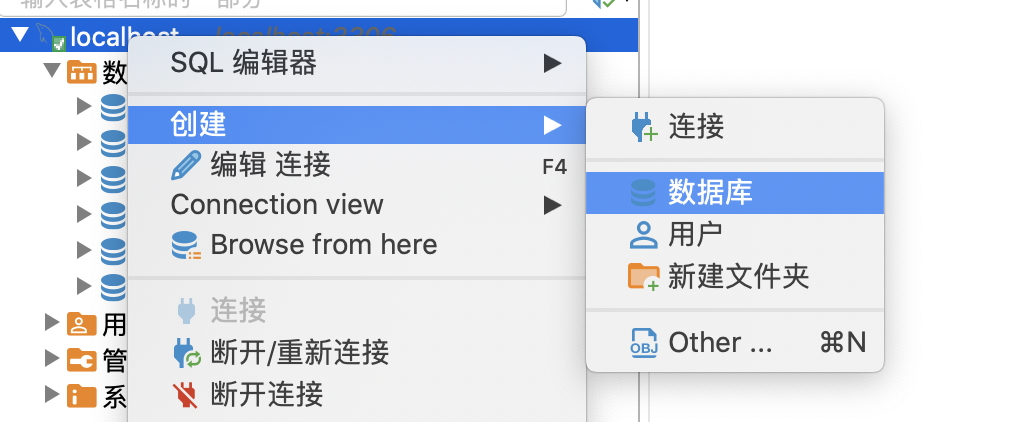 localhost
数
用
管
系
SQL 编辑器
创建
编辑 连接 F4
Connection view
Browse from here
连接
断开/重新连接
断开连接
连接
数据库
用户
新建文件夹
Other ... ⌘N
OBJ